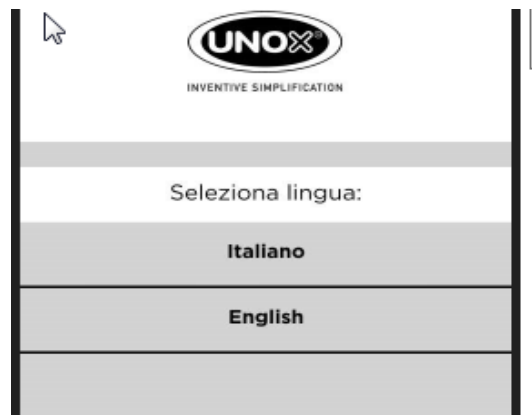 UNOX®
INVENTIVE SIMPLIFICATION
Seleziona lingua:
Italiano
English